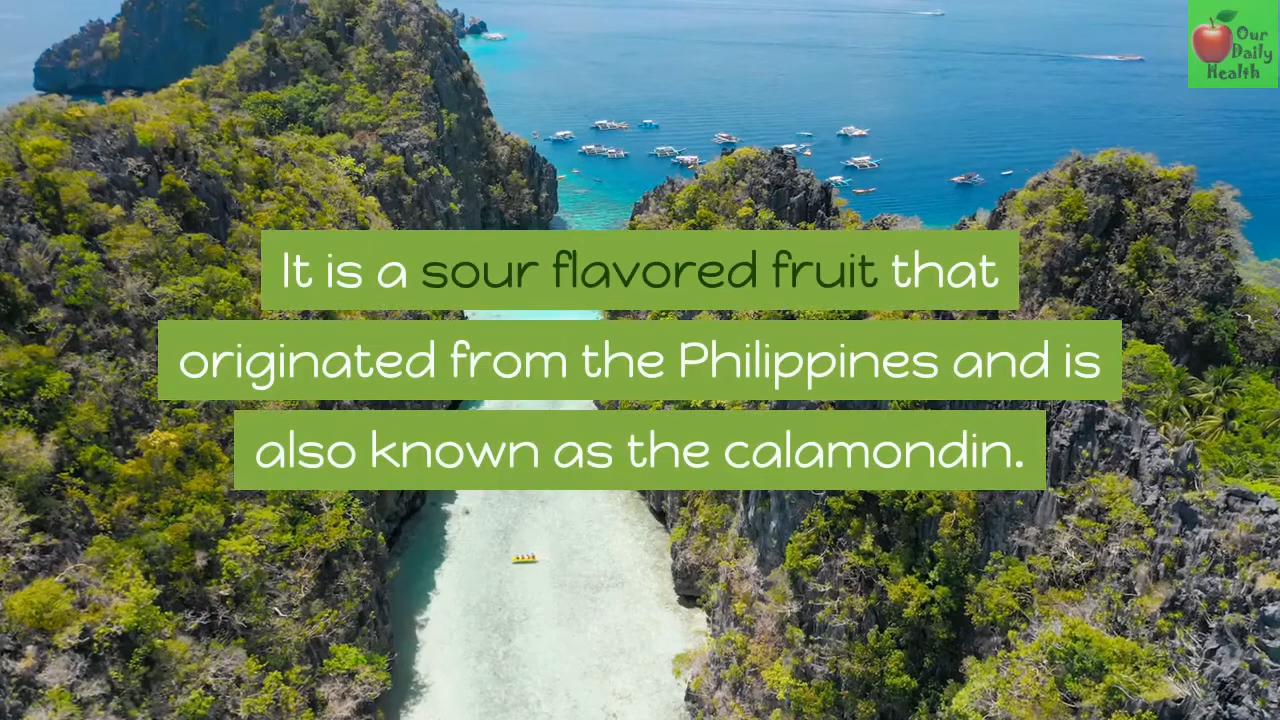 Our
Daily
Health
It is a sour flavored fruit that
originated from the Philippines and is
also known as the calamondin.